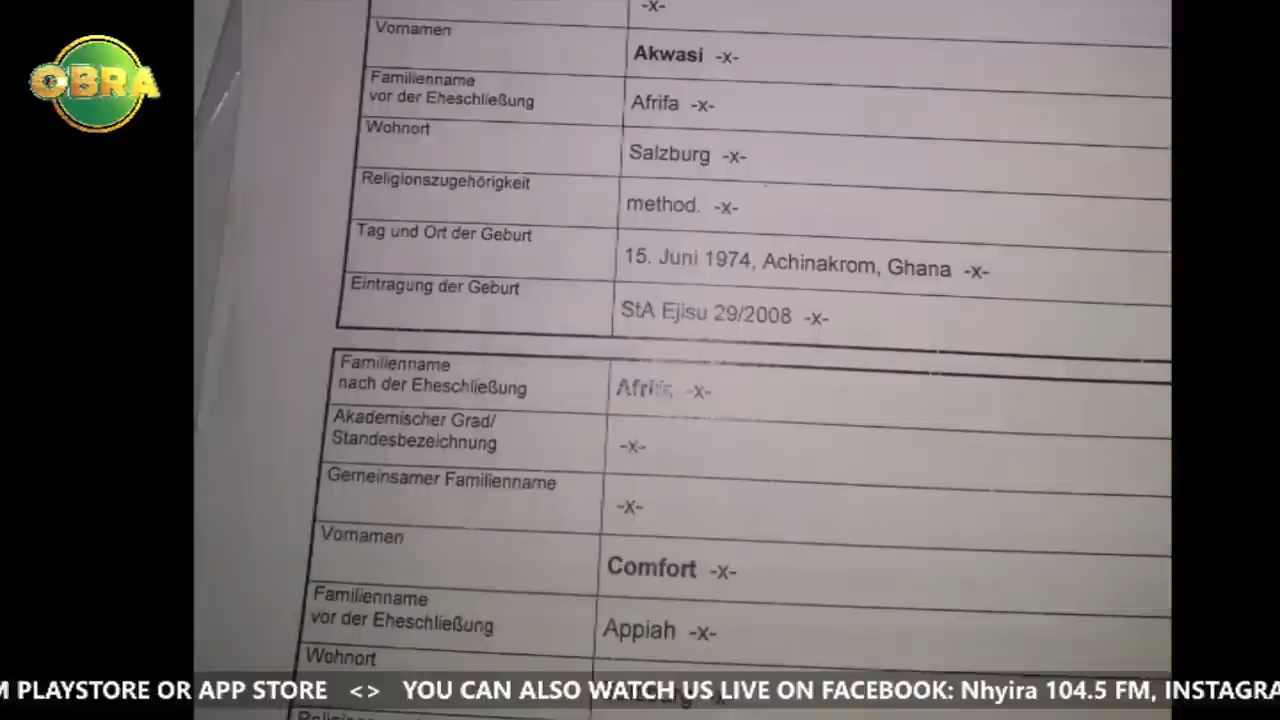 OBRA
-x-
Vornamen
Akwasi -x-
Familienname
vor der Eheschließung
Afrifa -x-
Wohnort
Salzburg -x-
Religionszugehörigkeit
method. -x-
Tag und Ort der Geburt
15. Juni 1974, Achinakrom, Ghana -x-
Eintragung der Geburt
StA Ejisu 29/2008 -x-
Familienname
nach der Eheschließung
Afrifa -x-
Akademischer Grad/
Standesbezeichnung
-x-
Gemeinsamer Familienname
-x-
Vornamen
Comfort -x-
Familienname
vor der Eheschließung
Appiah -x-
Wohnort
M PLAYSTORE OR APP STORE <> YOU CAN ALSO WATCH US LIVE ON FACEBOOK: Nhyira 104.5 FM, INSTAGRA